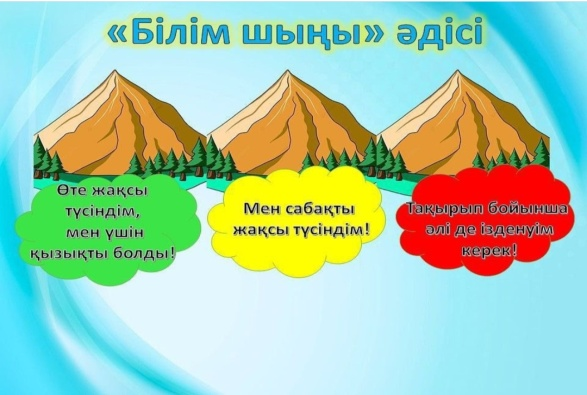 «Білім шыңы» әдісі
Өте жақсы
түсіндім,
мен үшін
қызықты болды!
Мен сабақты
жақсы түсіндім!
Тақырып бойынша
әлі де ізденуім
керек!